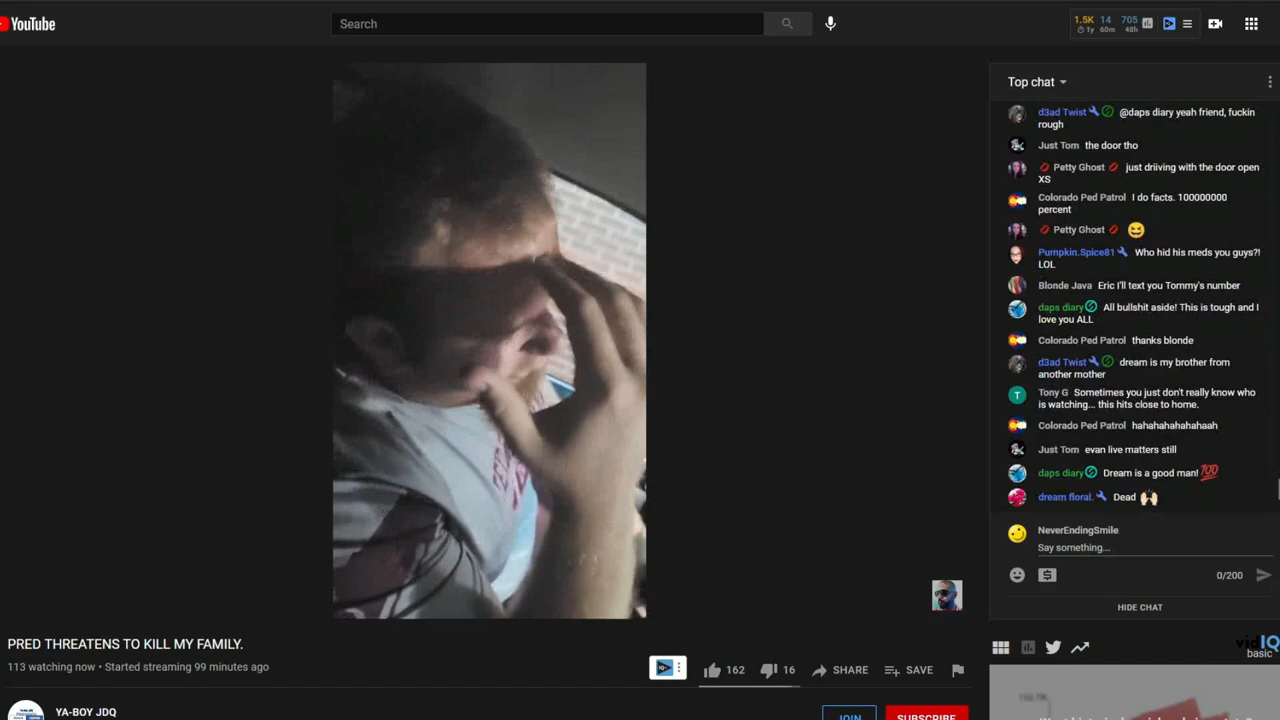 YouTube
Search
1.5K 14 705
1y 60m 48h
Top chat
d3ad Twist @daps diary yeah friend, fuckin
rough
Just Tom the door tho
Petty Ghost just driiving with the door open
XS
Colorado Ped Patrol I do facts. 100000000
percent
Petty Ghost
Pumpkin.Spice81 Who hid his meds you guys?!
LOL
Blonde Java Eric I'll text you Tommy's number
daps diary All bullshit aside! This is tough and I
love you ALL
Colorado Ped Patrol thanks blonde
d3ad Twist dream is my brother from
another mother
T Tony G Sometimes you just don't really know who
is watching... this hits close to home.
Colorado Ped Patrol hahahahahahaah
Just Tom evan live matters still
daps diary Dream is a good man! 💯
dream floral. Dead 🙌
NeverEndingSmile
Say something...
0/200
HIDE CHAT
PRED THREATENS TO KILL MY FAMILY.
113 watching now • Started streaming 99 minutes ago
162 16 SHARE SAVE
vidIQ
basic
YA-BOY JDQ
JOIN SUBSCRIBE